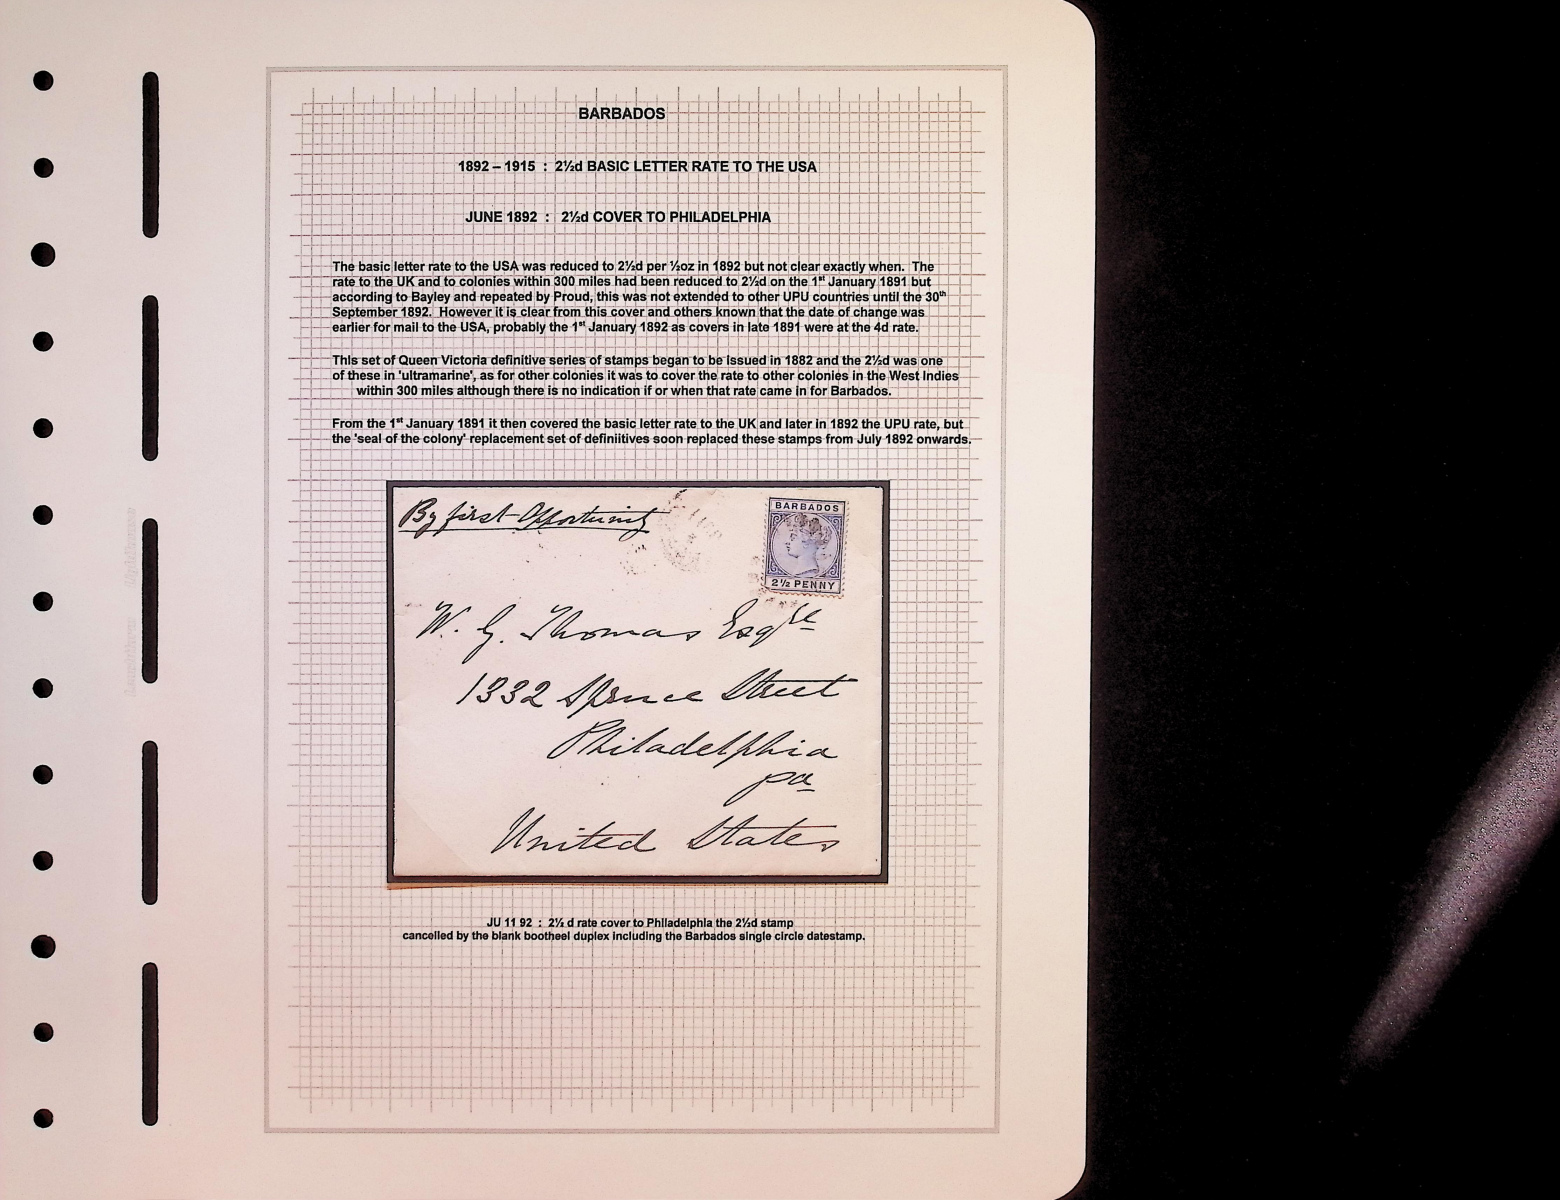 BARBADOS
1892 – 1915 : 2½d BASIC LETTER RATE TO THE USA
JUNE 1892 : 2½d COVER TO PHILADELPHIA
The basic letter rate to the USA was reduced to 2½d per ½oz in 1892 but not clear exactly when. The
rate to the UK and to colonies within 300 miles had been reduced to 2½d on the 1st January 1891 but
according to Bayley and repeated by Proud, this was not extended to other UPU countries until the 30th
September 1892. However it is clear from this cover and others known that the date of change was
earlier for mail to the USA, probably the 1st January 1892 as covers in late 1891 were at the 4d rate.
This set of Queen Victoria definitive series of stamps began to be issued in 1882 and the 2½d was one
of these in 'ultramarine', as for other colonies it was to cover the rate to other colonies in the West Indies
within 300 miles although there is no indication if or when that rate came in for Barbados.
From the 1st January 1891 it then covered the basic letter rate to the UK and later in 1892 the UPU rate, but
the 'seal of the colony' replacement set of definiitives soon replaced these stamps from July 1892 onwards.
By first Opportunity
BARBADOS
2½ PENNY
W. G. Thomas Esqre
1332 Spruce Street
Philadelphia
pa
United States
JU 11 92 : 2½ d rate cover to Philadelphia the 2½d stamp
cancelled by the blank bootheel duplex including the Barbados single circle datestamp.